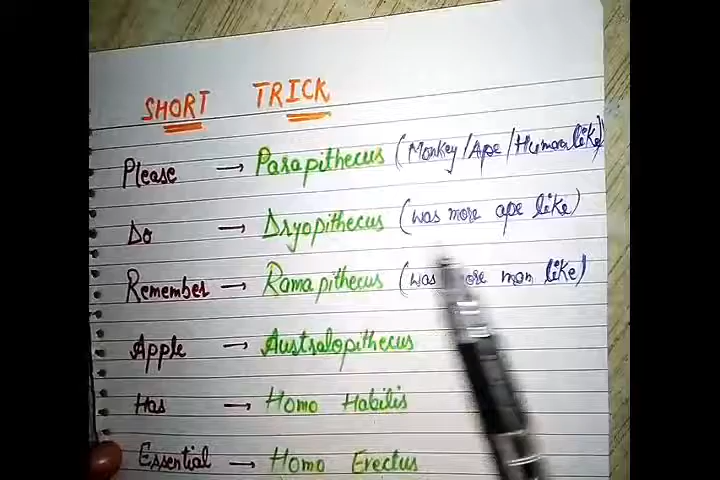 SHORT TRICK
Please → Parapithecus (Monkey/Ape/Human like)
Do → Dryopithecus (was more ape like)
Remember → Ramapithecus (was more man like)
Apple → Australopithecus
Has → Homo Habilis
Essential → Homo Erectus